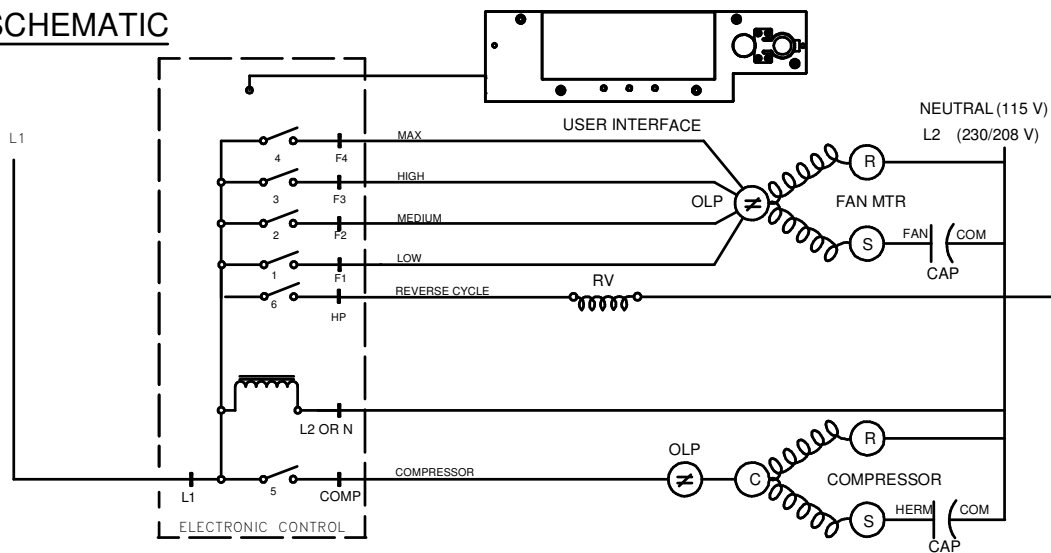 SCHEMATIC
NEUTRAL (115 V)
L2 (230/208 V)
L1
USER INTERFACE
MAX
4
F4
HIGH
3
F3
OLP
R
FAN MTR
MEDIUM
2
F2
S
FAN
COM
CAP
LOW
1
F1
REVERSE CYCLE
RV
6
HP
L2 OR N
OLP
R
COMPRESSOR
C
COMPRESSOR
L1
5
COMP
HERM
COM
S
CAP
ELECTRONIC CONTROL